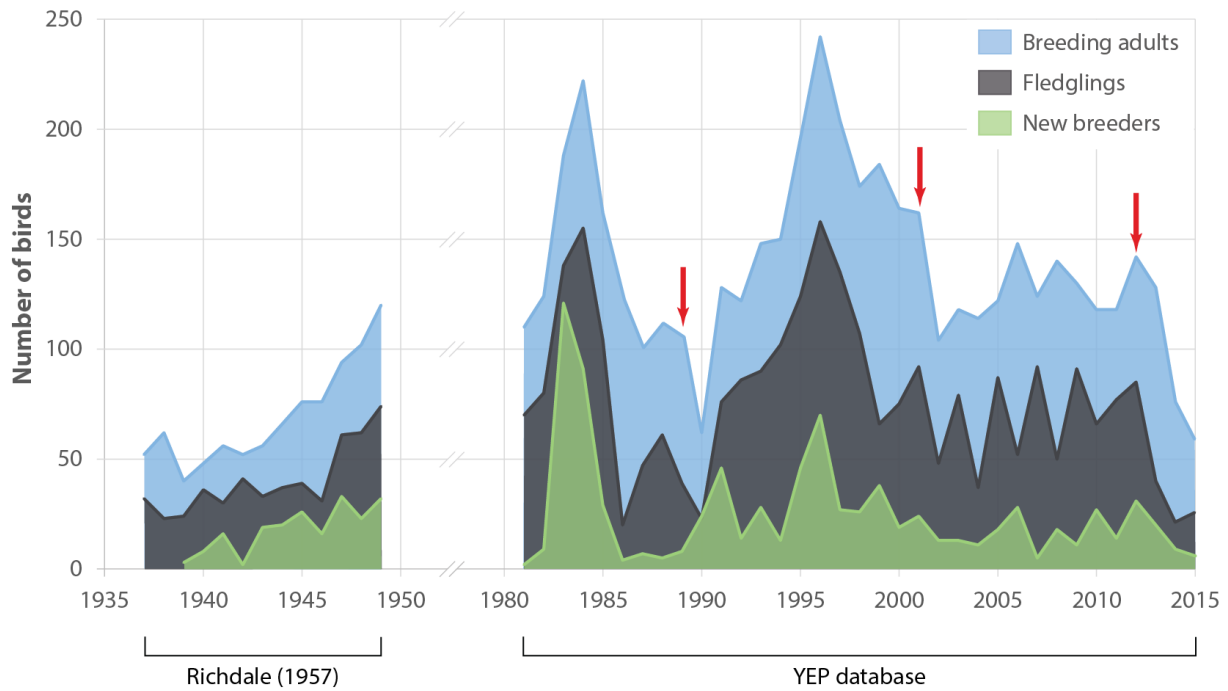 250
200
150
100
50
0
Number of birds
Breeding adults
Fledglings
New breeders
1935 1940 1945 1950 1980 1985 1990 1995 2000 2005 2010 2015
Richdale (1957) YEP database